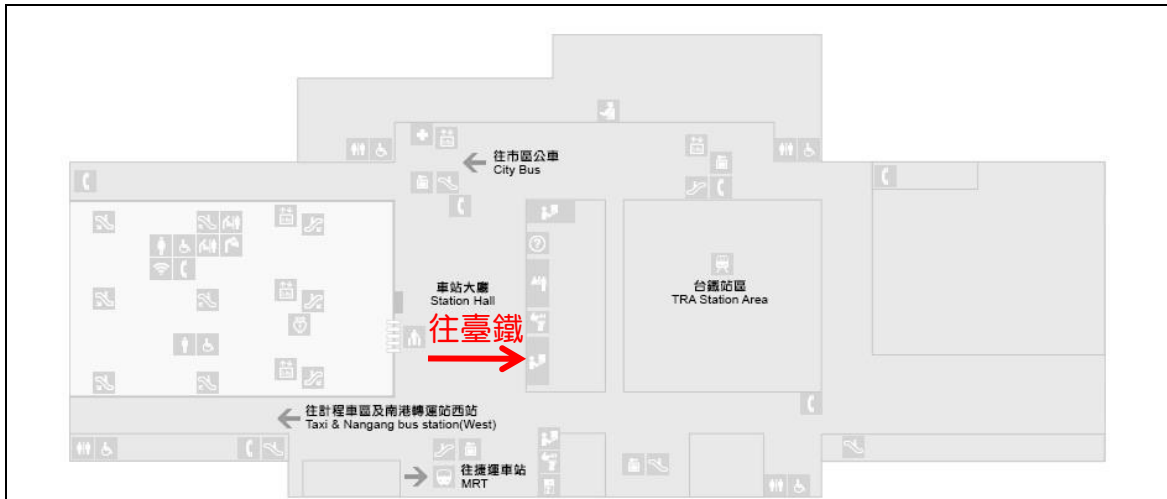 往市區公車
City Bus
車站大廳
Station Hall
台鐵站區
TRA Station Area
往臺鐵
往計程車區及南港轉運站西站
Taxi & Nangang bus station(West)
往捷運車站
MRT